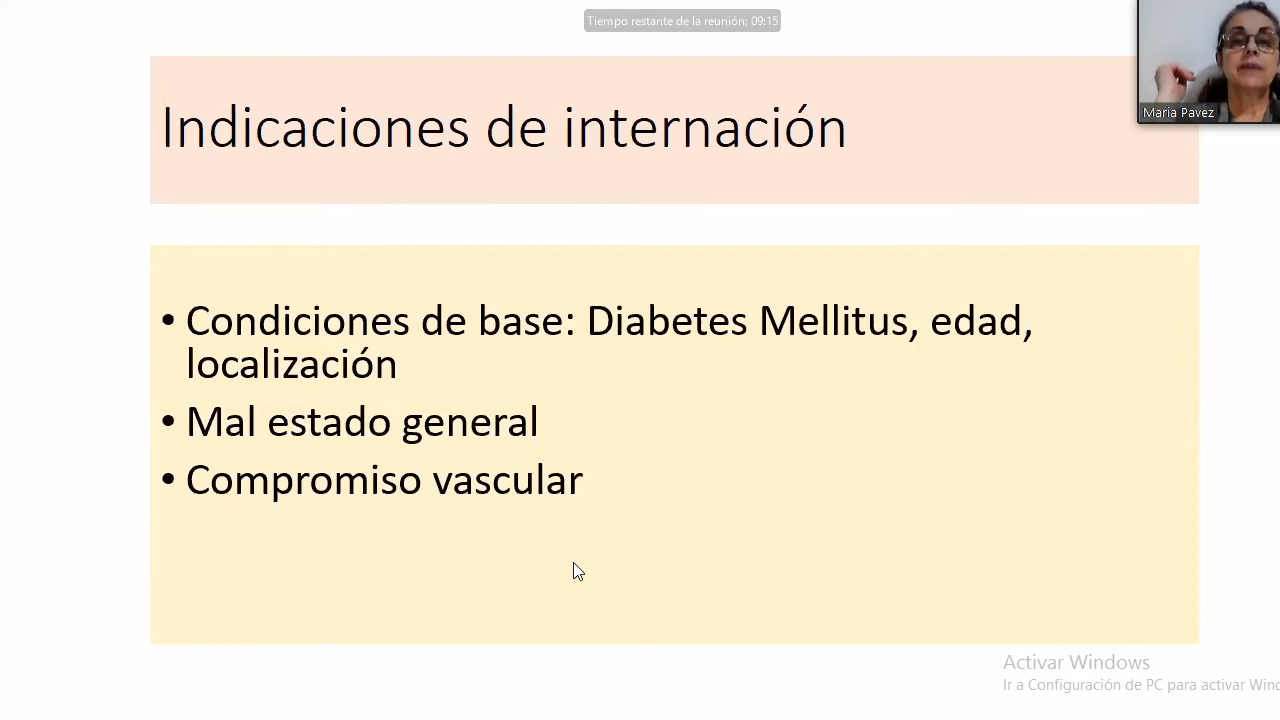 Tiempo restante de la reunión: 09:15
Maria Pavez
Indicaciones de internación
• Condiciones de base: Diabetes Mellitus, edad,
localización
• Mal estado general
• Compromiso vascular
Activar Windows
Ir a Configuración de PC para activar Wind